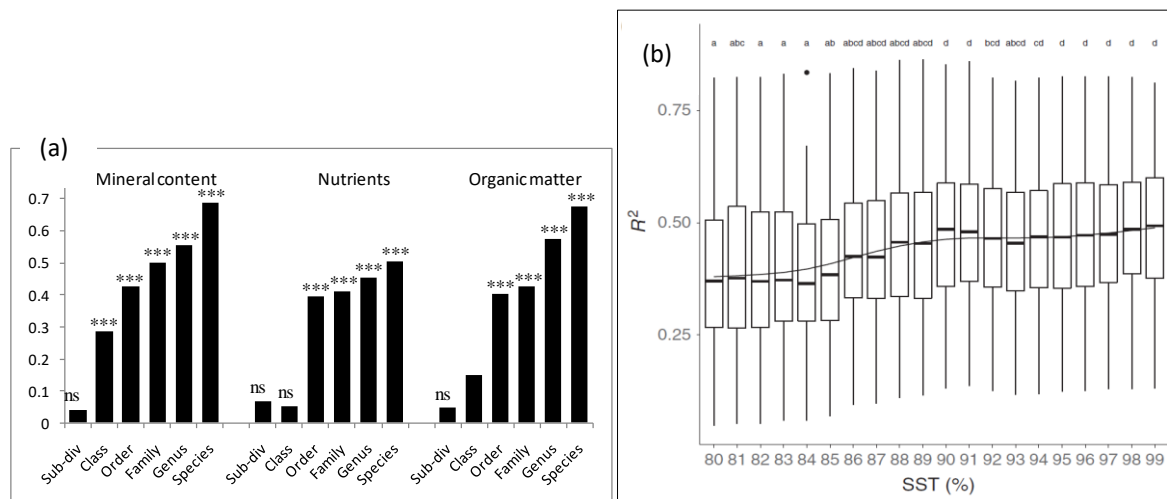 (a)
Mineral content Nutrients Organic matter
0.7
0.6
0.5
0.4
0.3
0.2
0.1
0
ns *** *** *** *** ***
ns ns *** *** *** ***
ns *** *** *** ***
Sub-div Class Order Family Genus Species Sub-div Class Order Family Genus Species Sub-div Class Order Family Genus Species
(b)
a abc a a a ab abcd abcd abcd abcd d d bcd abcd cd d d d d d
0.75
0.50
0.25
R²
80 81 82 83 84 85 86 87 88 89 90 91 92 93 94 95 96 97 98 99
SST (%)